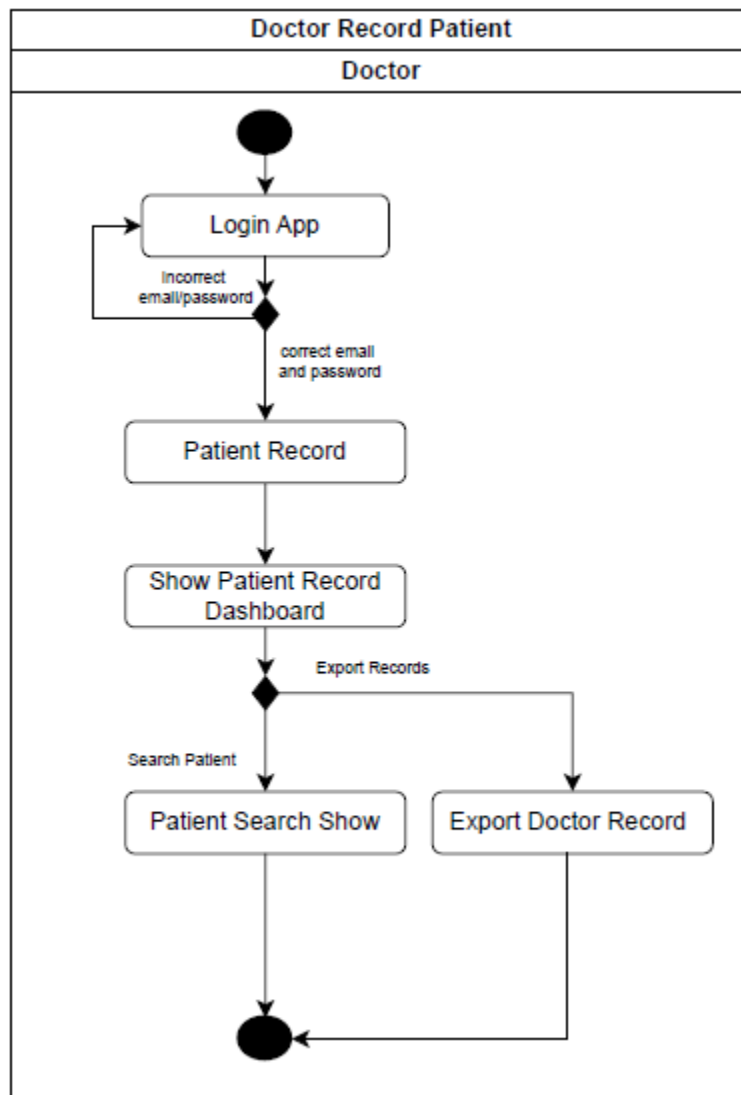 Doctor Record Patient
Doctor
Login App
Incorrect
email/password
correct email
and password
Patient Record
Show Patient Record
Dashboard
Export Records
Search Patient
Patient Search Show
Export Doctor Record